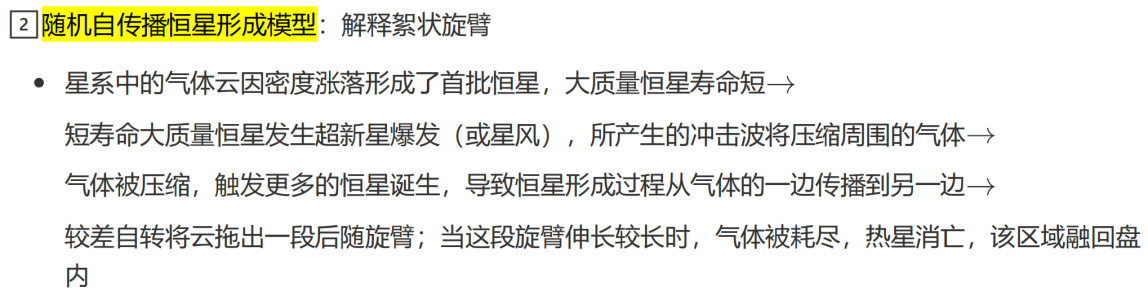 2 随机自传播恒星形成模型：解释絮状旋臂
• 星系中的气体云因密度涨落形成了首批恒星，大质量恒星寿命短→
短寿命大质量恒星发生超新星爆发（或星风），所产生的冲击波将压缩周围的气体→
气体被压缩，触发更多的恒星诞生，导致恒星形成过程从气体的一边传播到另一边→
较差自转将云拖出一段后随旋臂；当这段旋臂伸长较长时，气体被耗尽，热星消亡，该区域融回盘
内